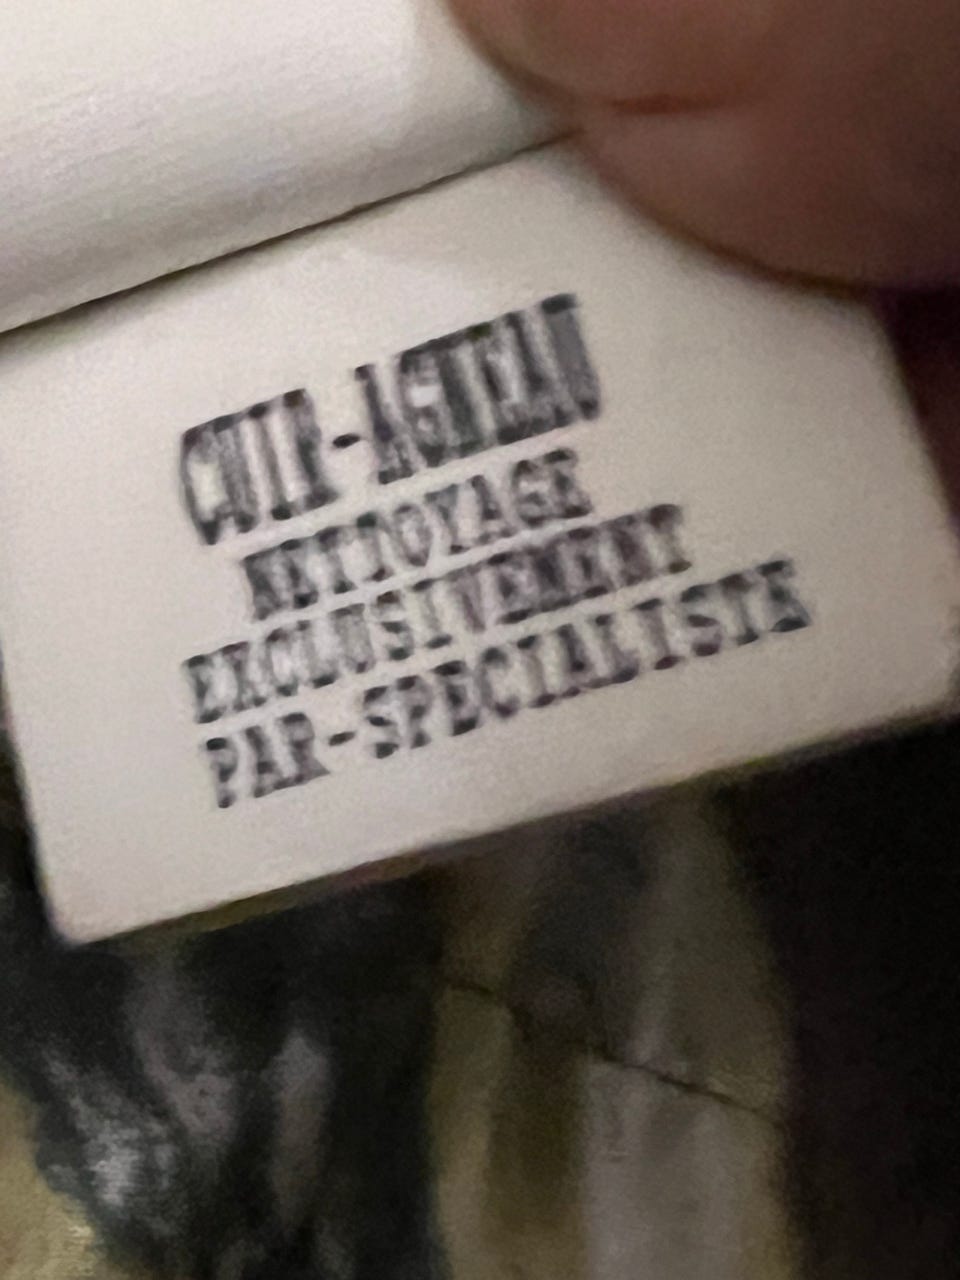 CUIR-AGNEAU
NETTOYAGE
EXCLUSIVEMENT
PAR-SPECIALISTE